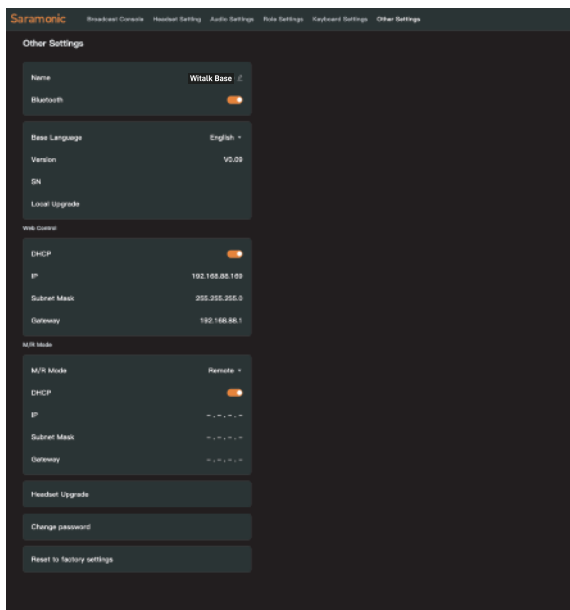 Saramonic Broadcast Console Headset Setting Audio Settings Role Settings Keyboard Settings Other Settings
Other Settings
Name Witalk Base
Bluetooth
Base Language English
Version V0.09
SN
Local Upgrade
Web Control
DHCP
IP 192.168.88.169
Subnet Mask 255.255.255.0
Gateway 192.168.88.1
M/R Mode
M/R Mode Remote
DHCP
IP -.-.-.-
Subnet Mask -.-.-.-
Gateway -.-.-.-
Headset Upgrade
Change password
Reset to factory settings